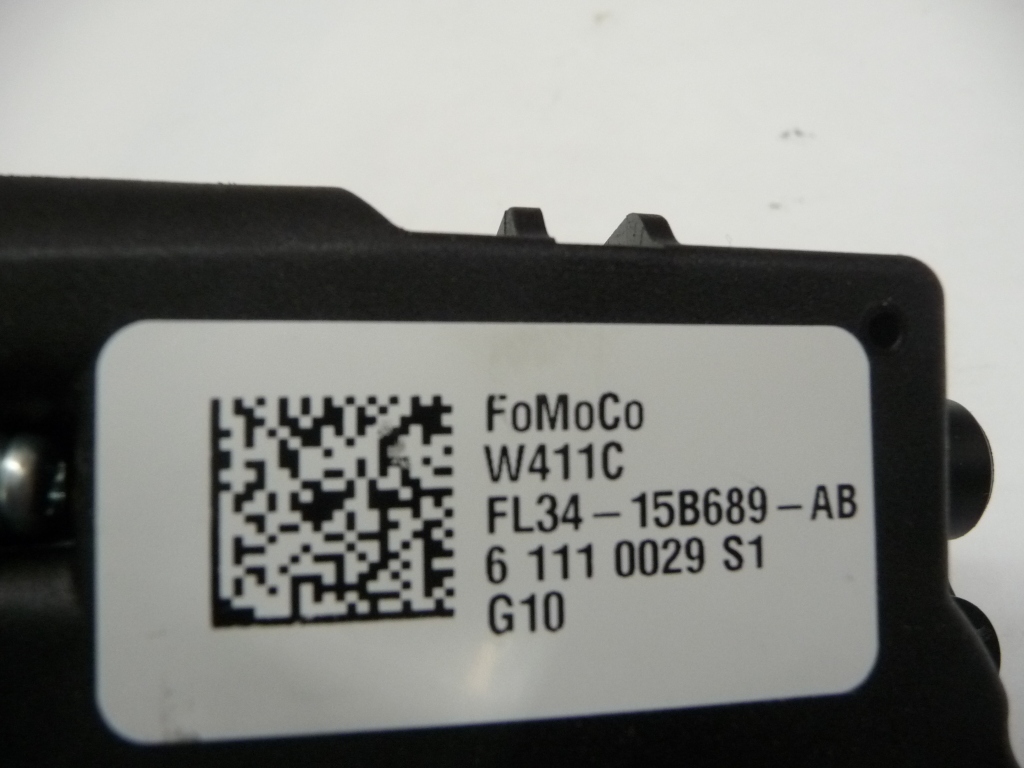 FoMoCo
W411C
FL34-15B689-AB
6 111 0029 S1
G10